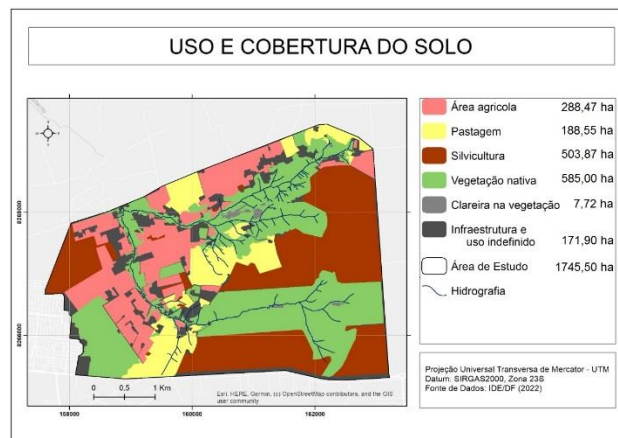 USO E COBERTURA DO SOLO
8268000
8266000
158000
160000
162000
0 0.5 1 Km
Esri, HERE, Garmin, (c) OpenStreetMap contributors, and the GIS
user community
Área agricola 288,47 ha
Pastagem 188,55 ha
Silvicultura 503,87 ha
Vegetação nativa 585,00 ha
Clareira na vegetação 7,72 ha
Infraestrutura e
uso indefinido 171,90 ha
Área de Estudo 1745,50 ha
Hidrografia
Projeção Universal Transversa de Mercator - UTM
Datum: SIRGAS2000, Zona 23S
Fonte de Dados: IDE/DF (2022)